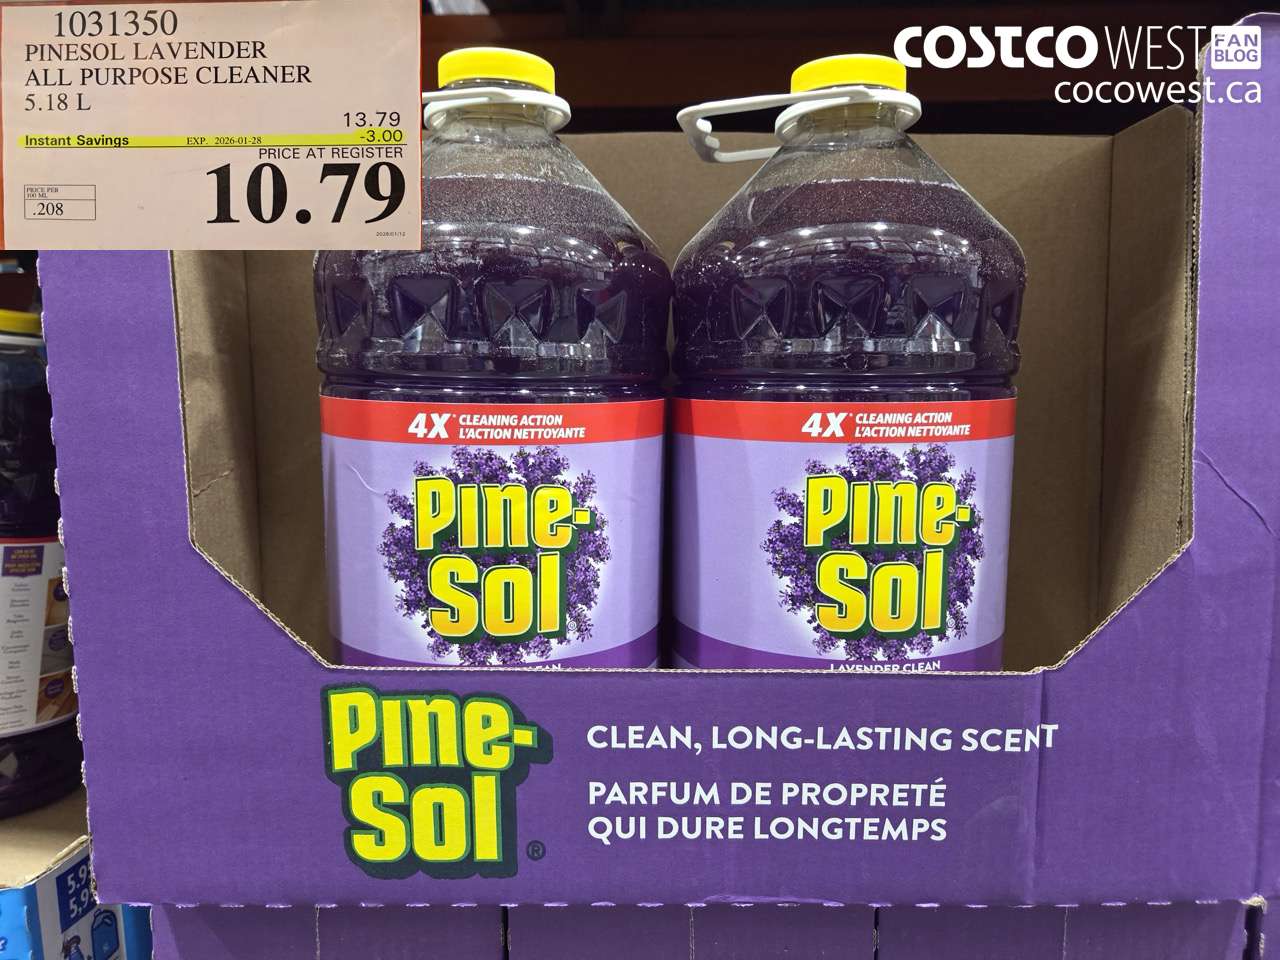 1031350
PINESOL LAVENDER
ALL PURPOSE CLEANER
5.18 L
13.79
Instant Savings EXP. 2026-01-28 -3.00
PRICE AT REGISTER
10.79
PRICE PER
100 ML
.208
2026/01/12
COSTCO WEST FAN BLOG
cocowest.ca
4X* CLEANING ACTION
L'ACTION NETTOYANTE
Pine-
Sol®
4X* CLEANING ACTION
L'ACTION NETTOYANTE
Pine-
Sol®
LAVENDER CLEAN
Pine-
Sol®
CLEAN, LONG-LASTING SCENT
PARFUM DE PROPRETÉ
QUI DURE LONGTEMPS